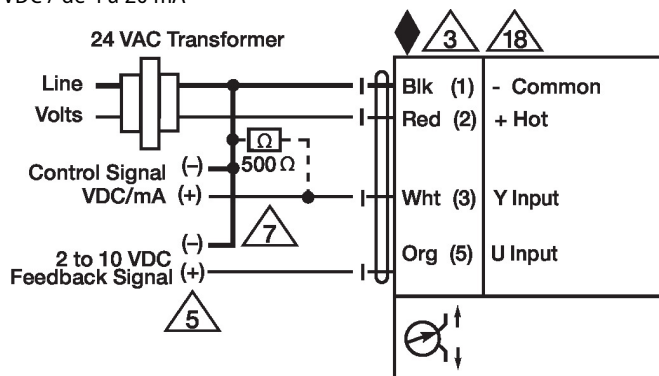 VDC / de 4 à 20 mA
24 VAC Transformer
3
18
Line
Volts
Blk (1) - Common
Red (2) + Hot
Ω
500 Ω
Control Signal (-)
VDC/mA (+)
Wht (3) Y Input
7
(-)
2 to 10 VDC
Feedback Signal (+)
Org (5) U Input
5